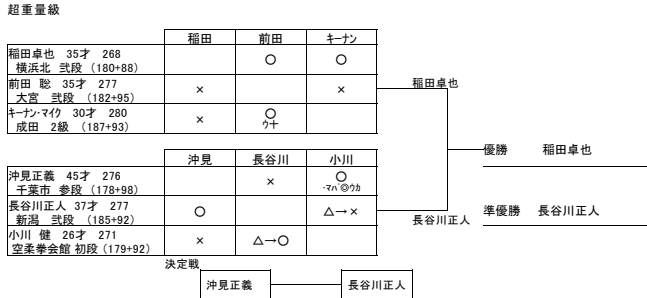 超重量級
稲田 前田 キーナン
稲田卓也 35才 268 ○ ○
横浜北 弐段 (180+88)
前田 聡 35才 277 × × 稲田卓也
大宮 弐段 (182+95)
キーナン・マイク 30才 280 × ○
成田 2級 (187+93) ウ十
優勝 稲田卓也
沖見 長谷川 小川
沖見正義 45才 276 × ○
千葉市 参段 (178+98) ・マバ◎ウカ
長谷川正人 37才 277 ○ △→× 準優勝 長谷川正人
新潟 弐段 (185+92) 長谷川正人
小川 健 26才 271 × △→○
空柔拳会館 初段 (179+92)
決定戦
沖見正義 長谷川正人